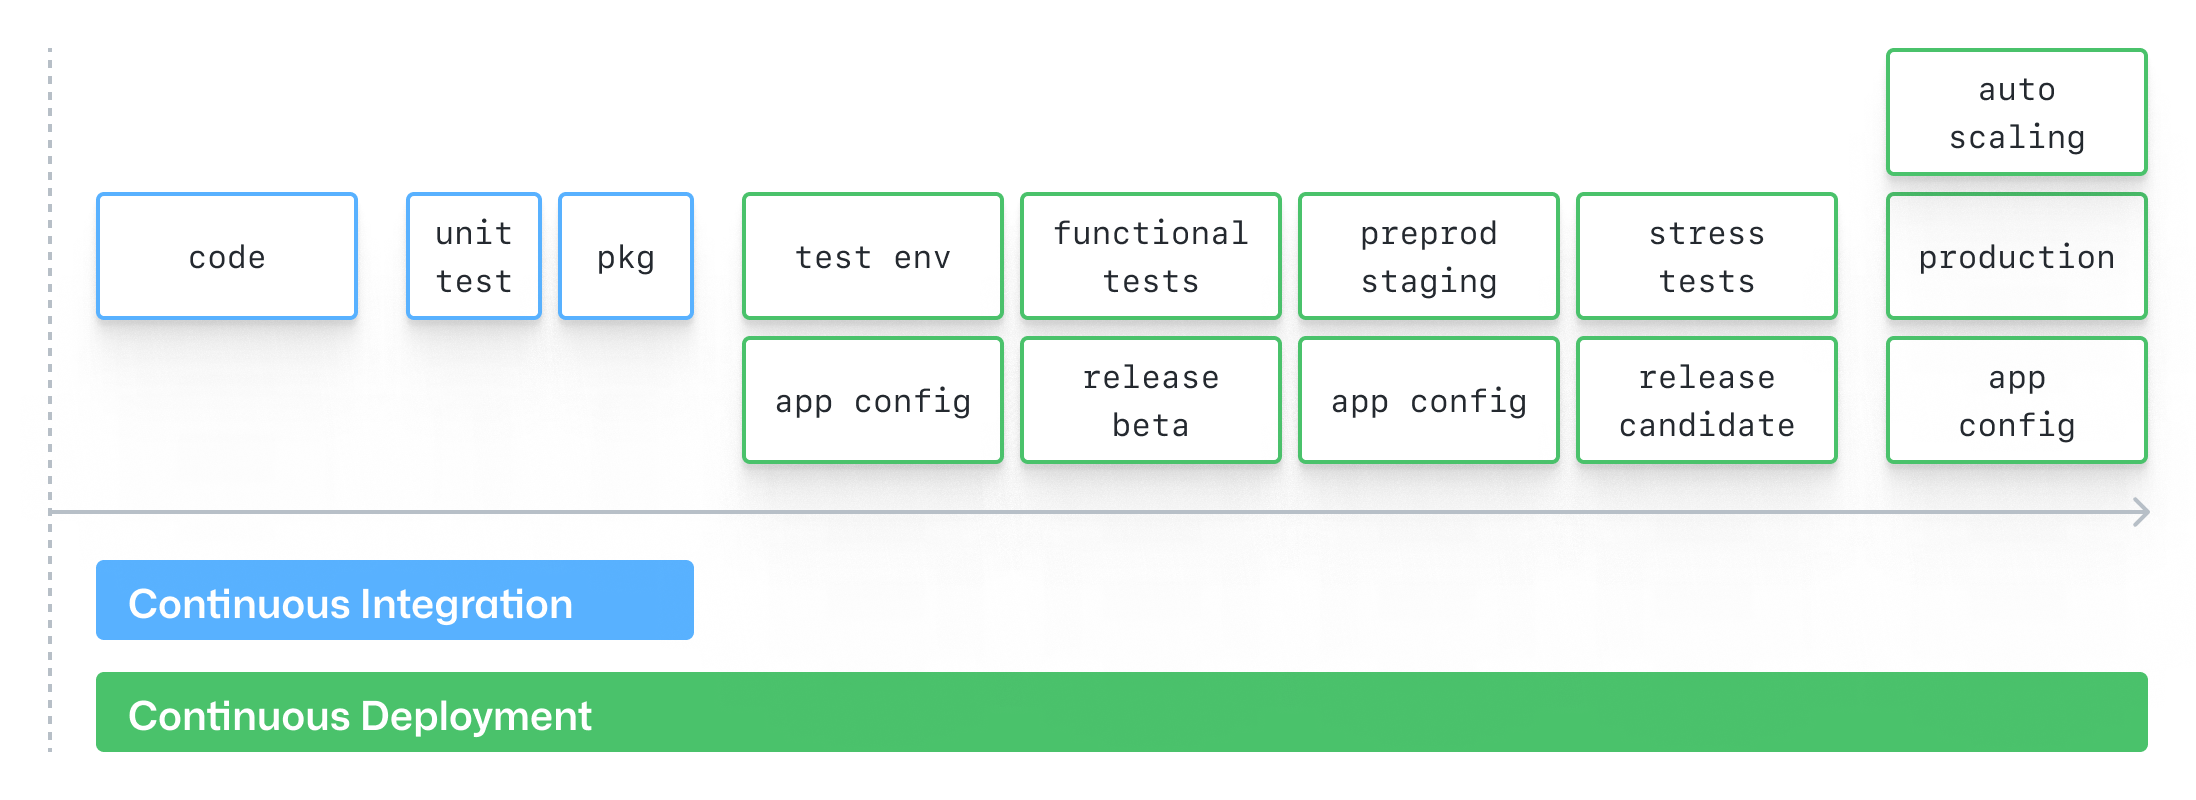 auto
scaling
code
unit
test
pkg
test env
functional
tests
preprod
staging
stress
tests
production
app config
release
beta
app config
release
candidate
app
config
Continuous Integration
Continuous Deployment